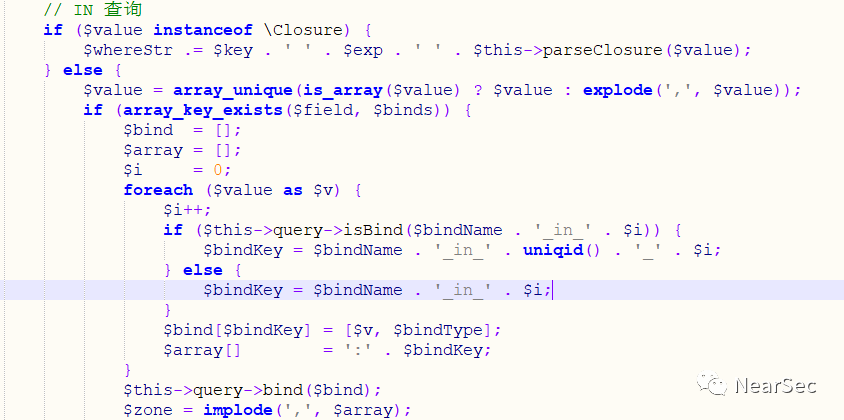 // IN 查询
if ($value instanceof \Closure) {
    $whereStr .= $key . ' ' . $exp . ' ' . $this->parseClosure($value);
} else {
    $value = array_unique(is_array($value) ? $value : explode(',', $value));
    if (array_key_exists($field, $binds)) {
        $bind  = [];
        $array = [];
        $i     = 0;
        foreach ($value as $v) {
            $i++;
            if ($this->query->isBind($bindName . '_in_' . $i)) {
                $bindKey = $bindName . '_in_' . uniqid() . '_' . $i;
            } else {
                $bindKey = $bindName . '_in_' . $i;
            }
            $bind[$bindKey] = [$v, $bindType];
            $array[]        = ':' . $bindKey;
        }
        $this->query->bind($bind);
        $zone = implode(',', $array);
NearSec